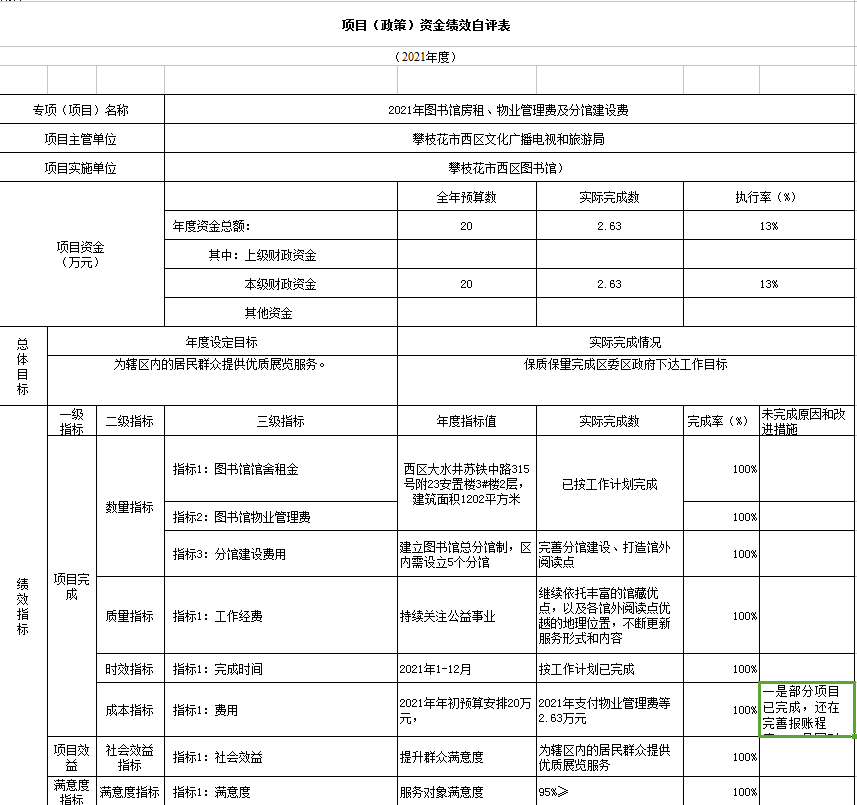 项目（政策）资金绩效自评表
（2021年度）
专项（项目）名称
2021年图书馆房租、物业管理费及分馆建设费
项目主管单位
攀枝花市西区文化广播电视和旅游局
项目实施单位
攀枝花市西区图书馆）
项目资金
（万元）
全年预算数
实际完成数
执行率（%）
年度资金总额：
20
2.63
13%
其中：上级财政资金
本级财政资金
20
2.63
13%
其他资金
总
体
目
标
年度设定目标
实际完成情况
为辖区内的居民群众提供优质展览服务。
保质保量完成区委区政府下达工作目标
绩
效
指
标
一级
指标
二级指标
三级指标
年度指标值
实际完成数
完成率（%）
未完成原因和改
进措施
项目完
成
数量指标
指标1：图书馆馆舍租金
西区大水井苏铁中路315
号附23安置楼3#楼2层，
建筑面积1202平方米
已按工作计划完成
100%
指标2：图书馆物业管理费
100%
指标3：分馆建设费用
建立图书馆总分馆制，区
内需设立5个分馆
完善分馆建设、打造馆外
阅读点
100%
质量指标
指标1：工作经费
持续关注公益事业
继续依托丰富的馆藏优
点，以及各馆外阅读点优
越的地理位置，不断更新
服务形式和内容
100%
时效指标
指标1：完成时间
2021年1-12月
按工作计划已完成
100%
成本指标
指标1：费用
2021年年初预算安排20万
元，
2021年支付物业管理费等
2.63万元
100%
一是部分项目
已完成，还在
完善报账程
项目效
益
社会效益
指标
指标1：社会效益
提升群众满意度
为辖区内的居民群众提供
优质展览服务
100%
满意度
指标
满意度指标
指标1：满意度
服务对象满意度
95%≥
100%